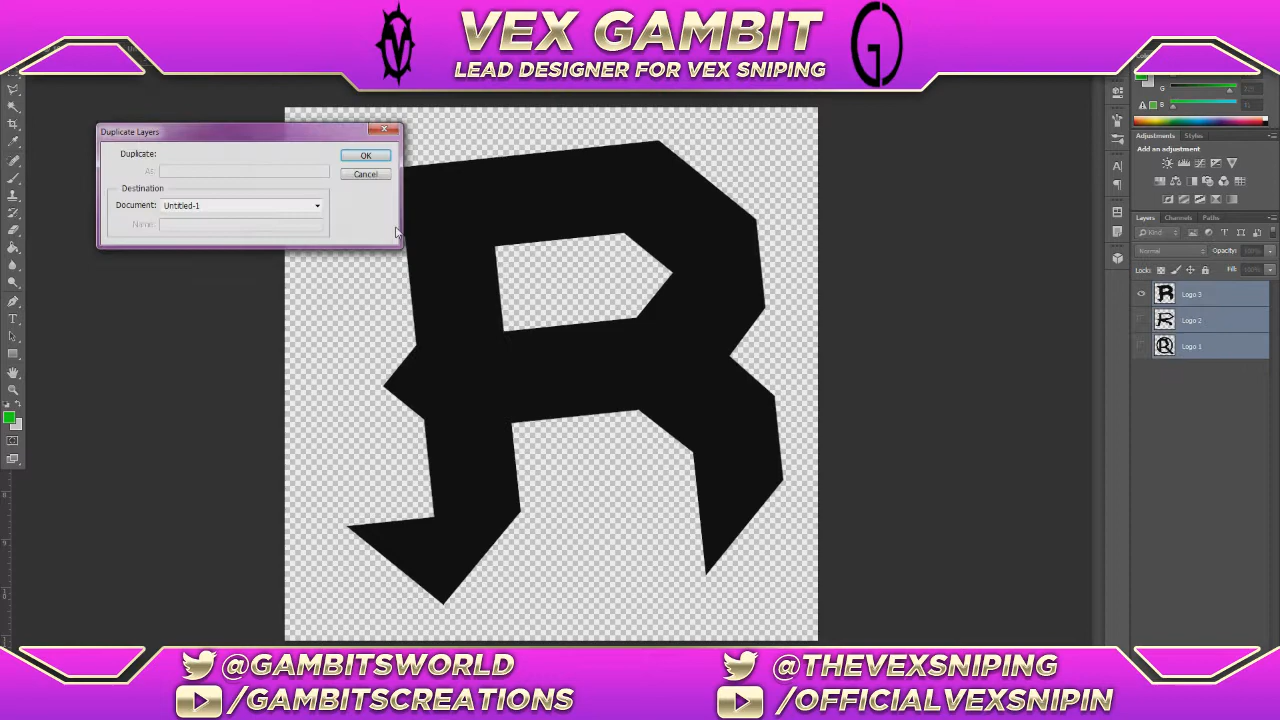 VEX GAMBIT
LEAD DESIGNER FOR VEX SNIPING
Duplicate Layers
Duplicate:
OK
As:
Cancel
Destination
Document: Untitled-1
Name:
G
B
Adjustments Styles
Add an adjustment
Layers Channels Paths
Kind
Normal Opacity:
Lock: Fill:
Logo 3
Logo 2
Logo 1
R
@GAMBITSWORLD
@THEVEXSNIPING
/GAMBITSCREATIONS
/OFFICIALVEXSNIPIN